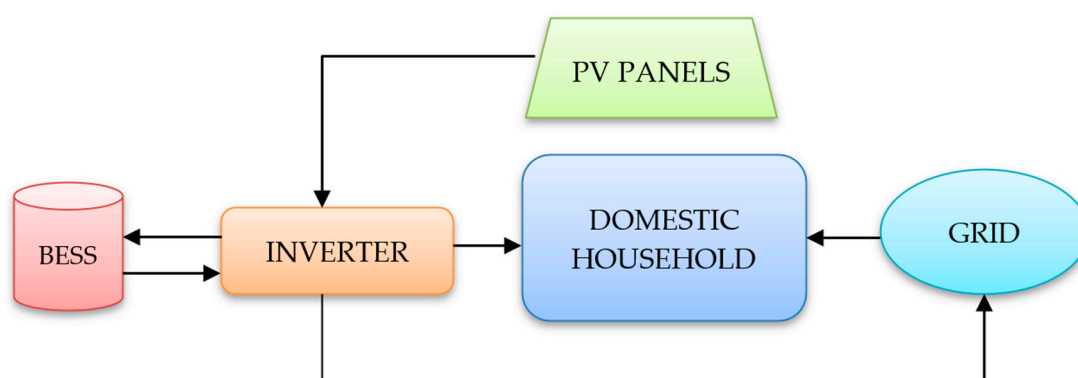 PV PANELS
BESS
INVERTER
DOMESTIC
HOUSEHOLD
GRID